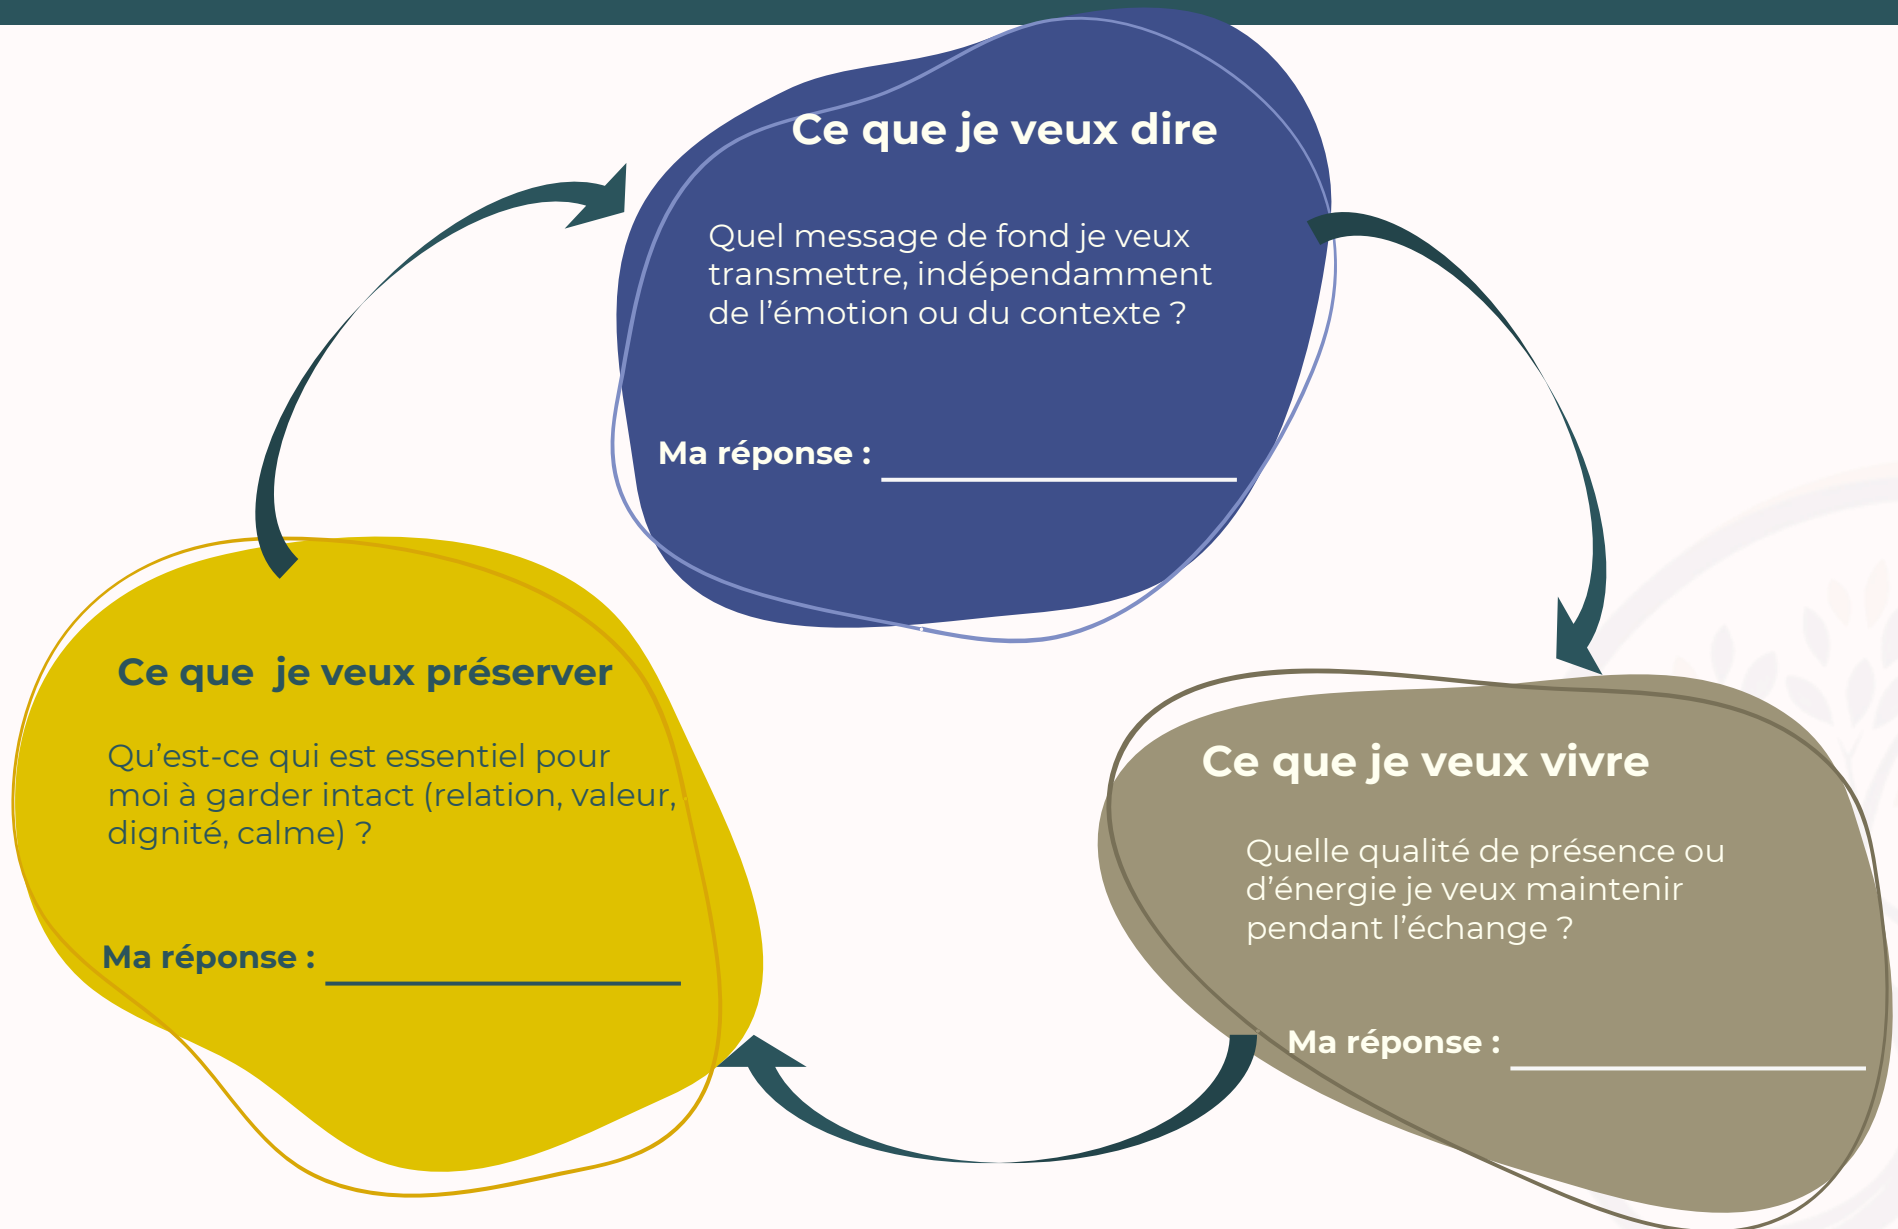 Ce que je veux dire
Quel message de fond je veux
transmettre, indépendamment
de l’émotion ou du contexte ?
Ma réponse :
Ce que je veux préserver
Qu’est-ce qui est essentiel pour
moi à garder intact (relation, valeur,
dignité, calme) ?
Ma réponse :
Ce que je veux vivre
Quelle qualité de présence ou
d’énergie je veux maintenir
pendant l’échange ?
Ma réponse :